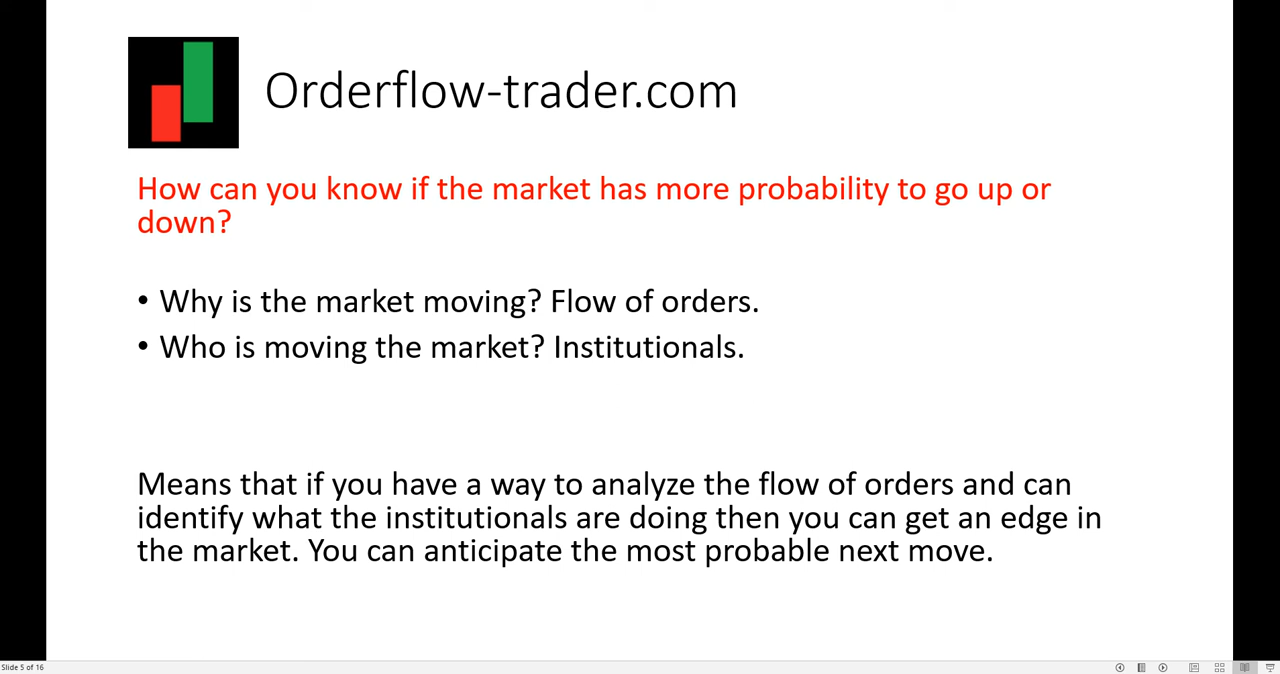 Orderflow-trader.com
How can you know if the market has more probability to go up or
down?
• Why is the market moving? Flow of orders.
• Who is moving the market? Institutionals.
Means that if you have a way to analyze the flow of orders and can
identify what the institutionals are doing then you can get an edge in
the market. You can anticipate the most probable next move.
Slide 5 of 16